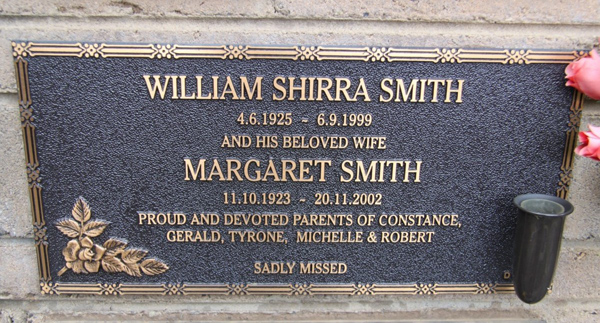 WILLIAM SHIRRA SMITH
4.6.1925 ~ 6.9.1999
AND HIS BELOVED WIFE
MARGARET SMITH
11.10.1923 ~ 20.11.2002
PROUD AND DEVOTED PARENTS OF CONSTANCE,
GERALD, TYRONE, MICHELLE & ROBERT
SADLY MISSED